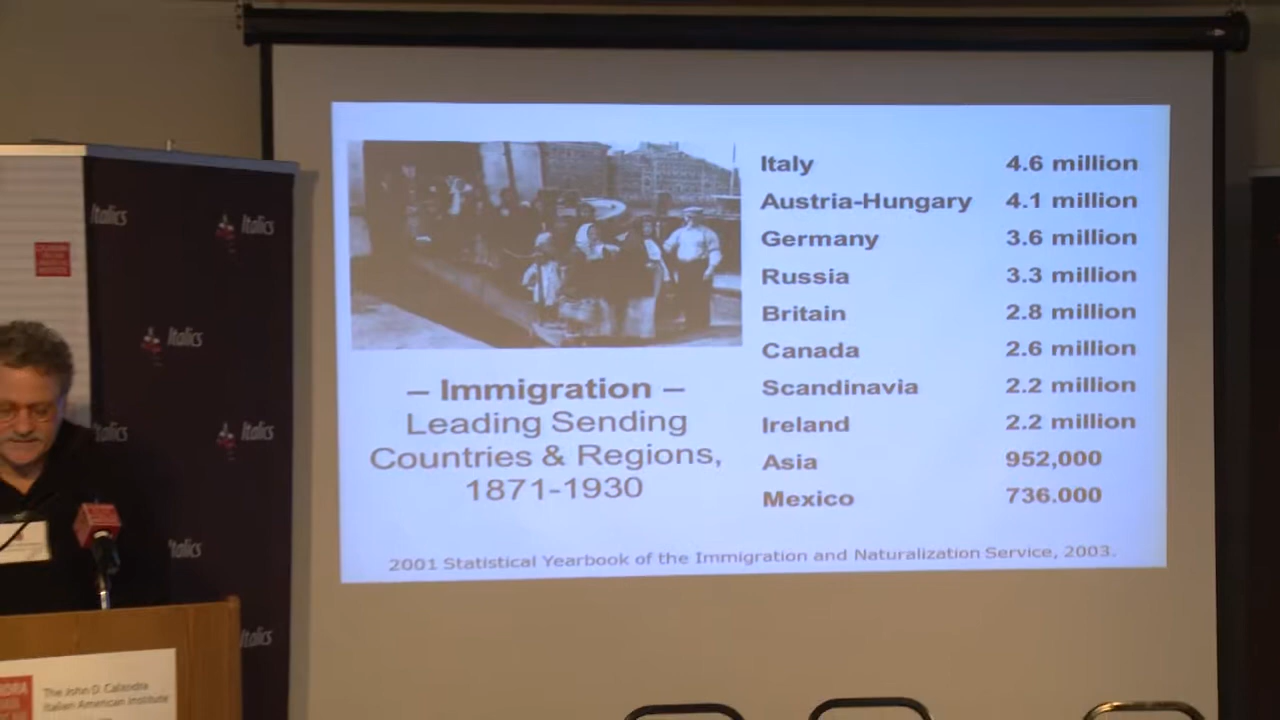 Italy 4.6 million
Austria-Hungary 4.1 million
Germany 3.6 million
Russia 3.3 million
Britain 2.8 million
Canada 2.6 million
Scandinavia 2.2 million
Ireland 2.2 million
Asia 952,000
Mexico 736.000
– Immigration –
Leading Sending
Countries & Regions,
1871-1930
2001 Statistical Yearbook of the Immigration and Naturalization Service, 2003.
Italics
Italics
Italics
Italics
Italics
Italics
Italics
The John D. Calandra
Italian American Institute